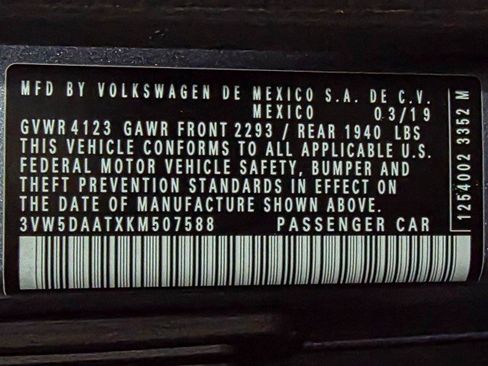 MFD BY VOLKSWAGEN DE MEXICO S.A. DE C.V.
MEXICO 03/19
GVWR 4123 GAWR FRONT 2293 / REAR 1940 LBS
THIS VEHICLE CONFORMS TO ALL APPLICABLE U.S.
FEDERAL MOTOR VEHICLE SAFETY, BUMPER AND
THEFT PREVENTION STANDARDS IN EFFECT ON
THE DATE OF MANUFACTURE SHOWN ABOVE.
3VW5DAATXKM507588 PASSENGER CAR
1254002 3352 M